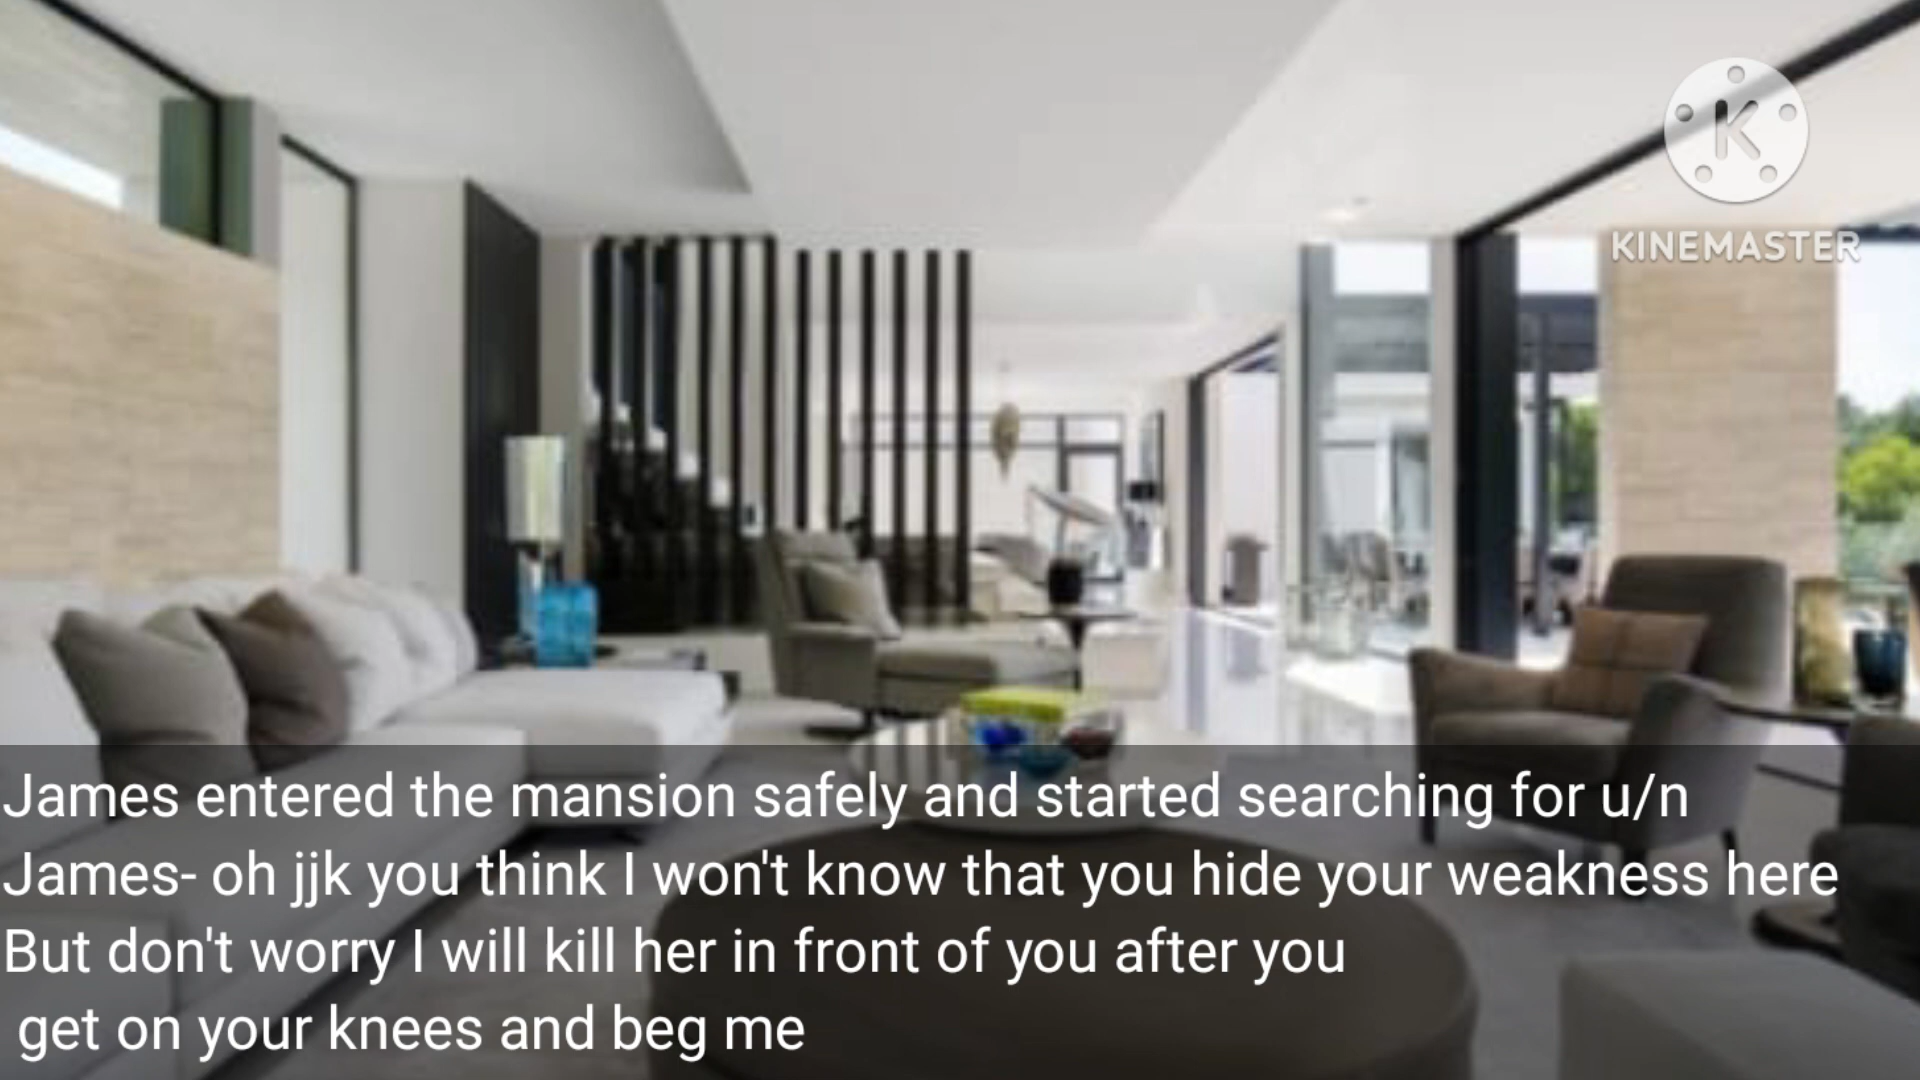 KINEMASTER
James entered the mansion safely and started searching for u/n
James- oh jjk you think I won't know that you hide your weakness here
But don't worry I will kill her in front of you after you
get on your knees and beg me